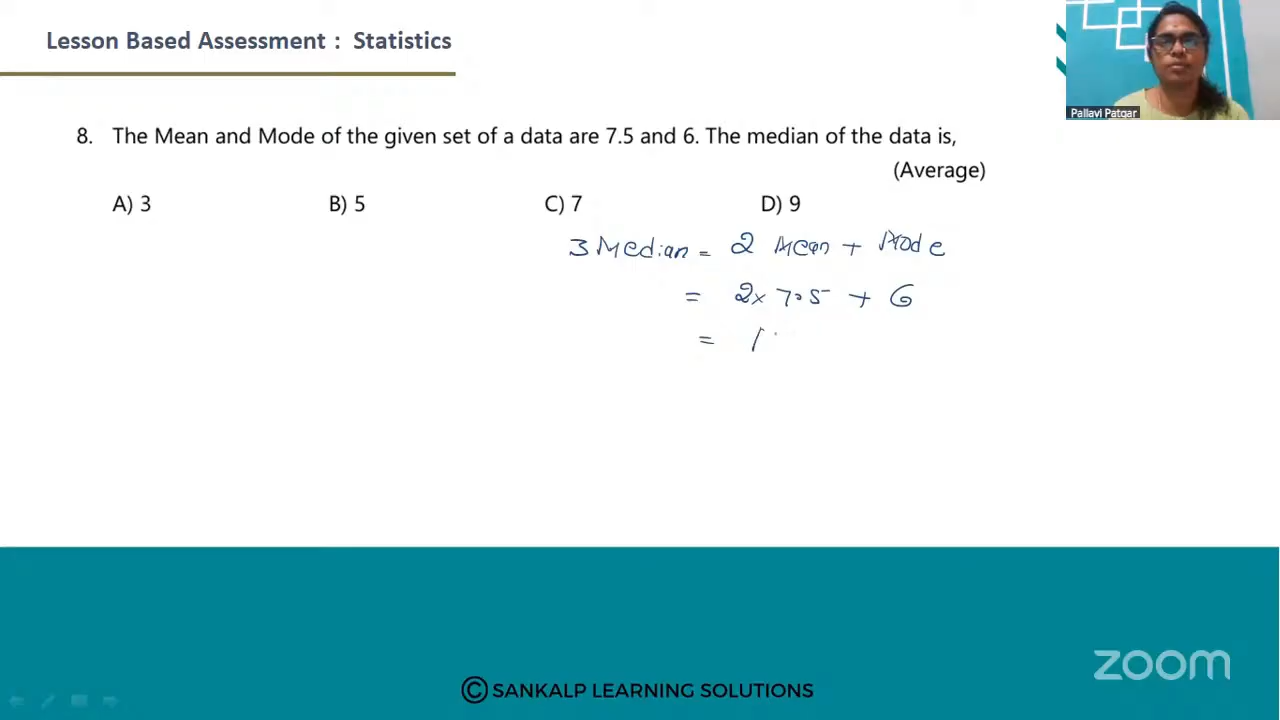 Lesson Based Assessment : Statistics
Pallavi Patgar
8. The Mean and Mode of the given set of a data are 7.5 and 6. The median of the data is,
(Average)
A) 3 B) 5 C) 7 D) 9
3 Median = 2 Mean + Mode
= 2 x 7.5 + 6
= 1
zoom
© SANKALP LEARNING SOLUTIONS